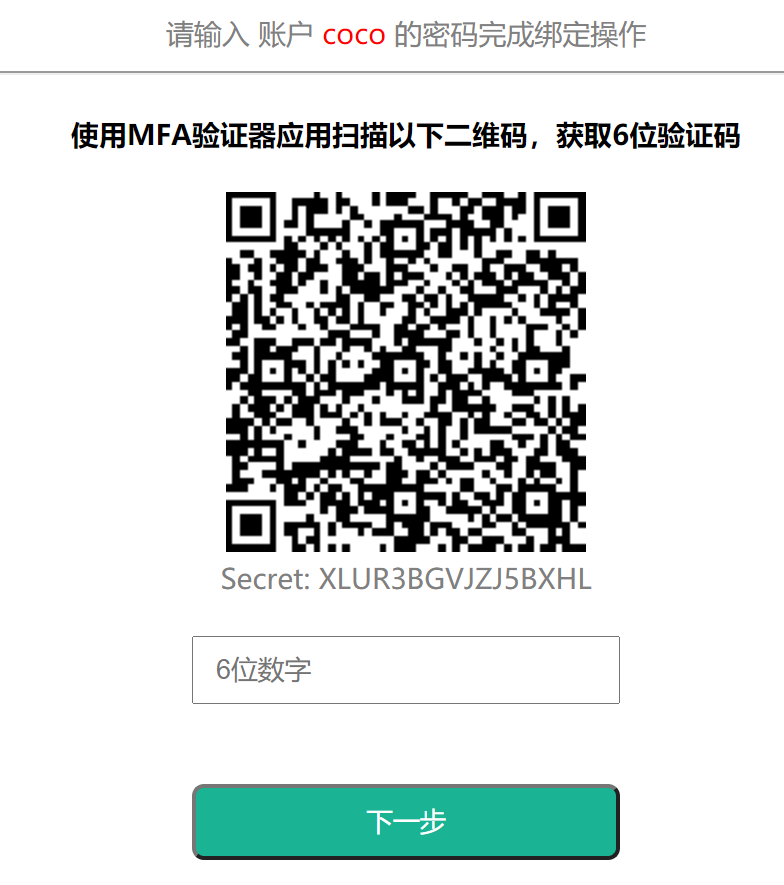 请输入 账户 coco 的密码完成绑定操作
使用MFA验证器应用扫描以下二维码，获取6位验证码
Secret: XLUR3BGVJZJ5BXHL
6位数字
下一步